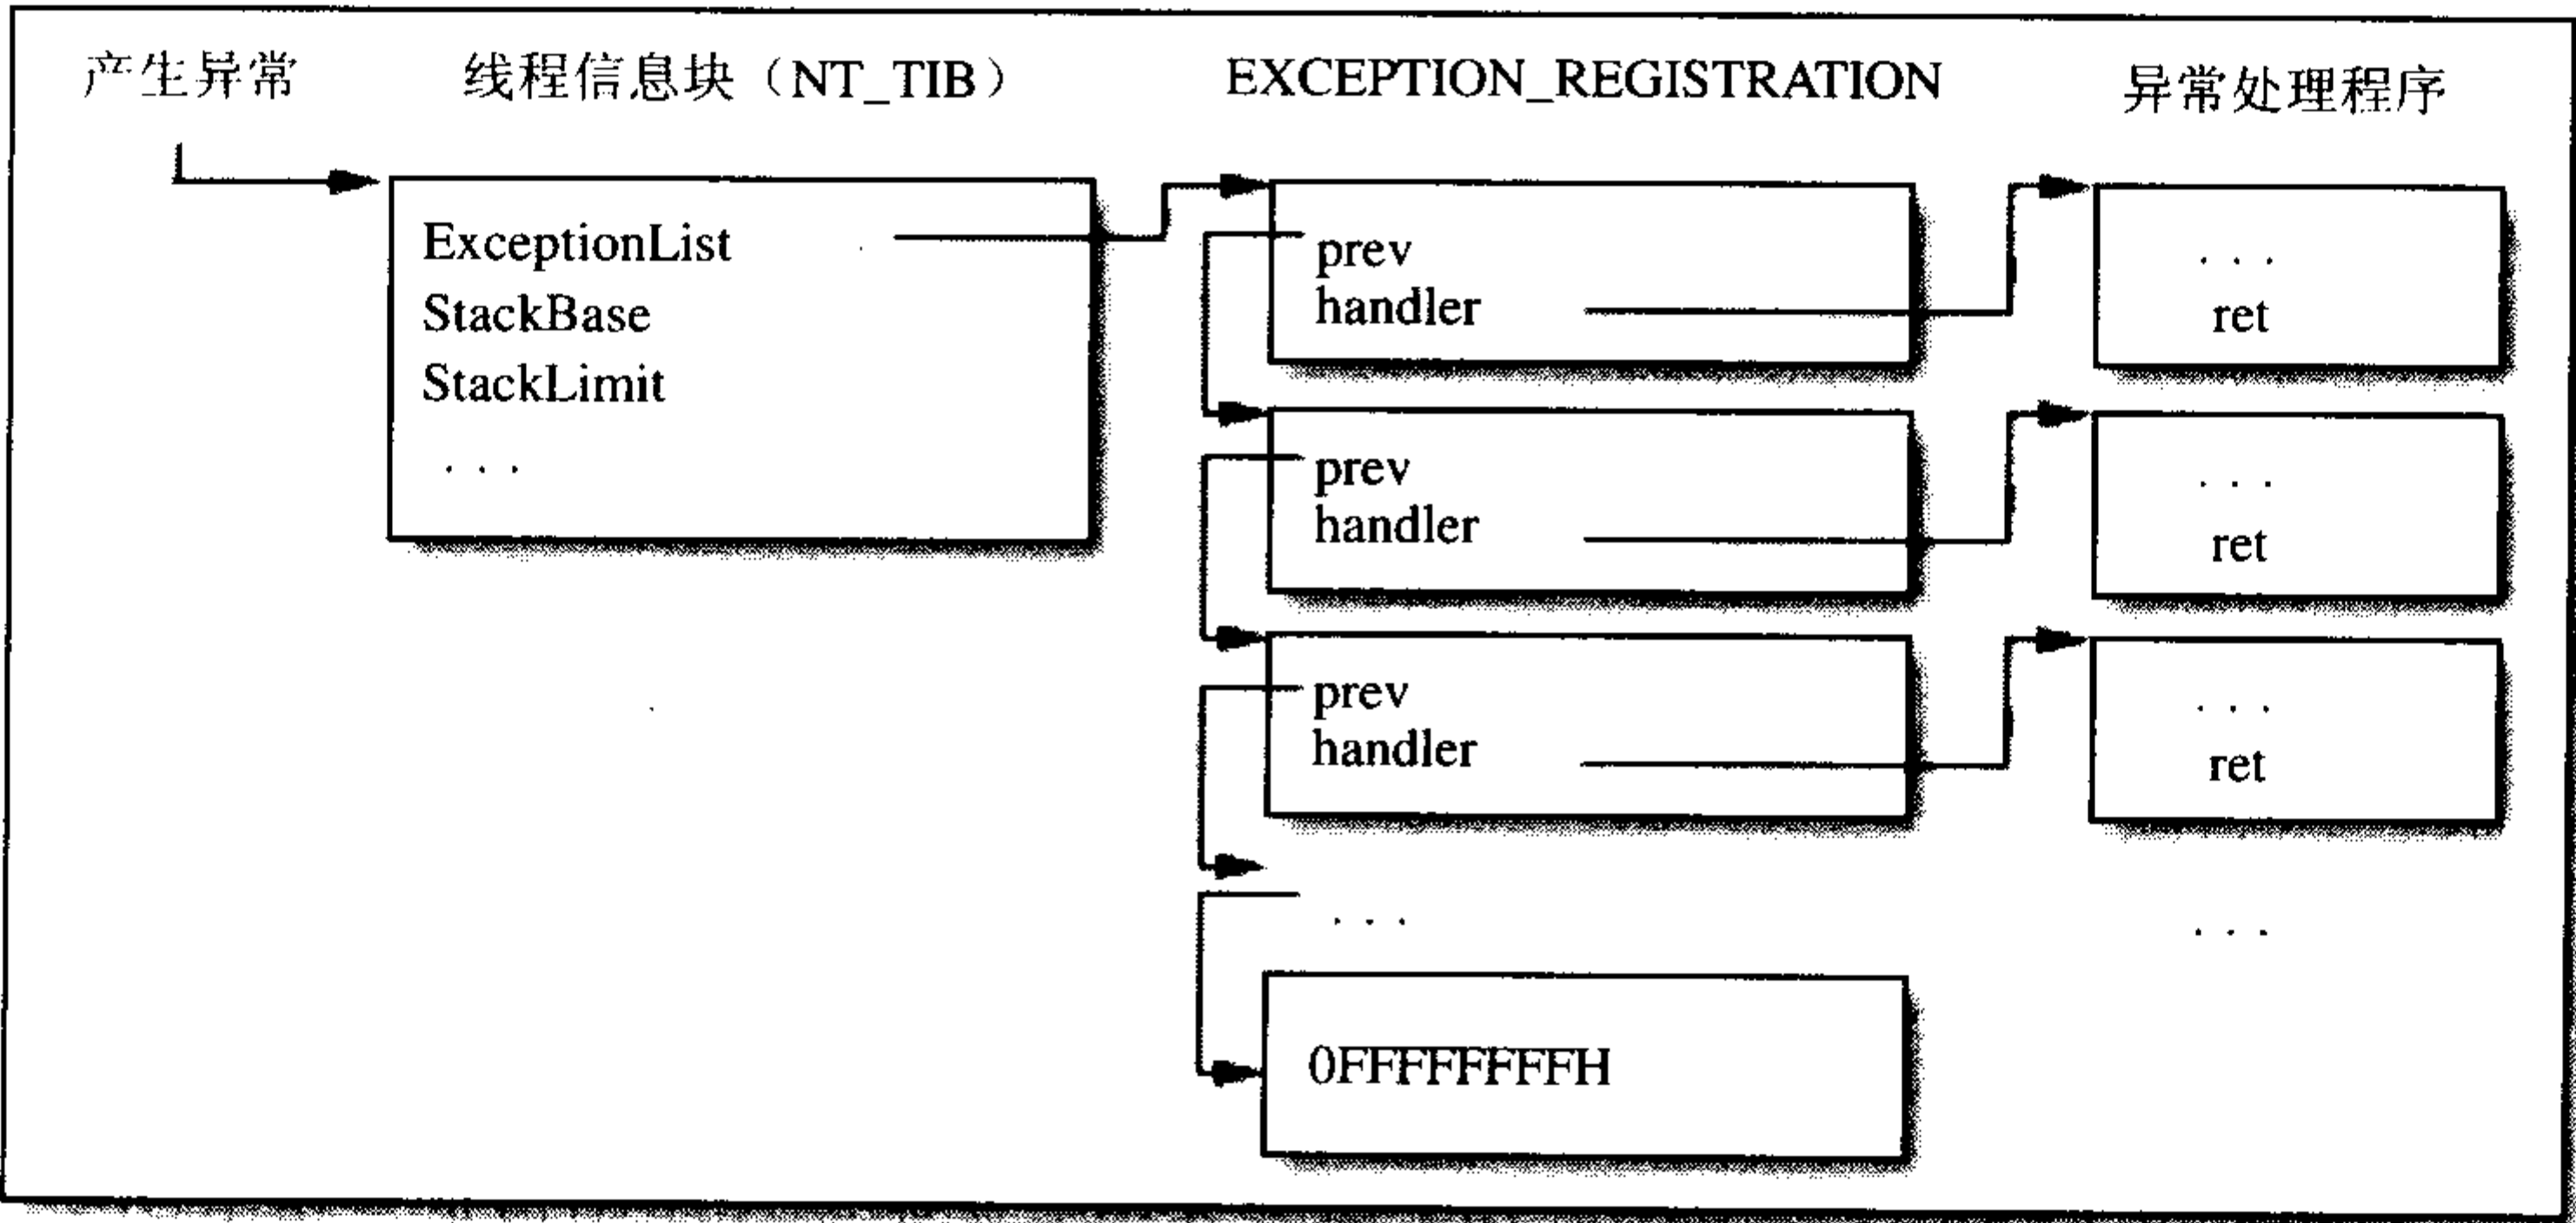 产生异常
线程信息块（NT_TIB）
EXCEPTION_REGISTRATION
异常处理程序
ExceptionList
StackBase
StackLimit
...
prev
handler
prev
handler
prev
handler
...
0FFFFFFFFH
...
ret
...
ret
...
ret
...